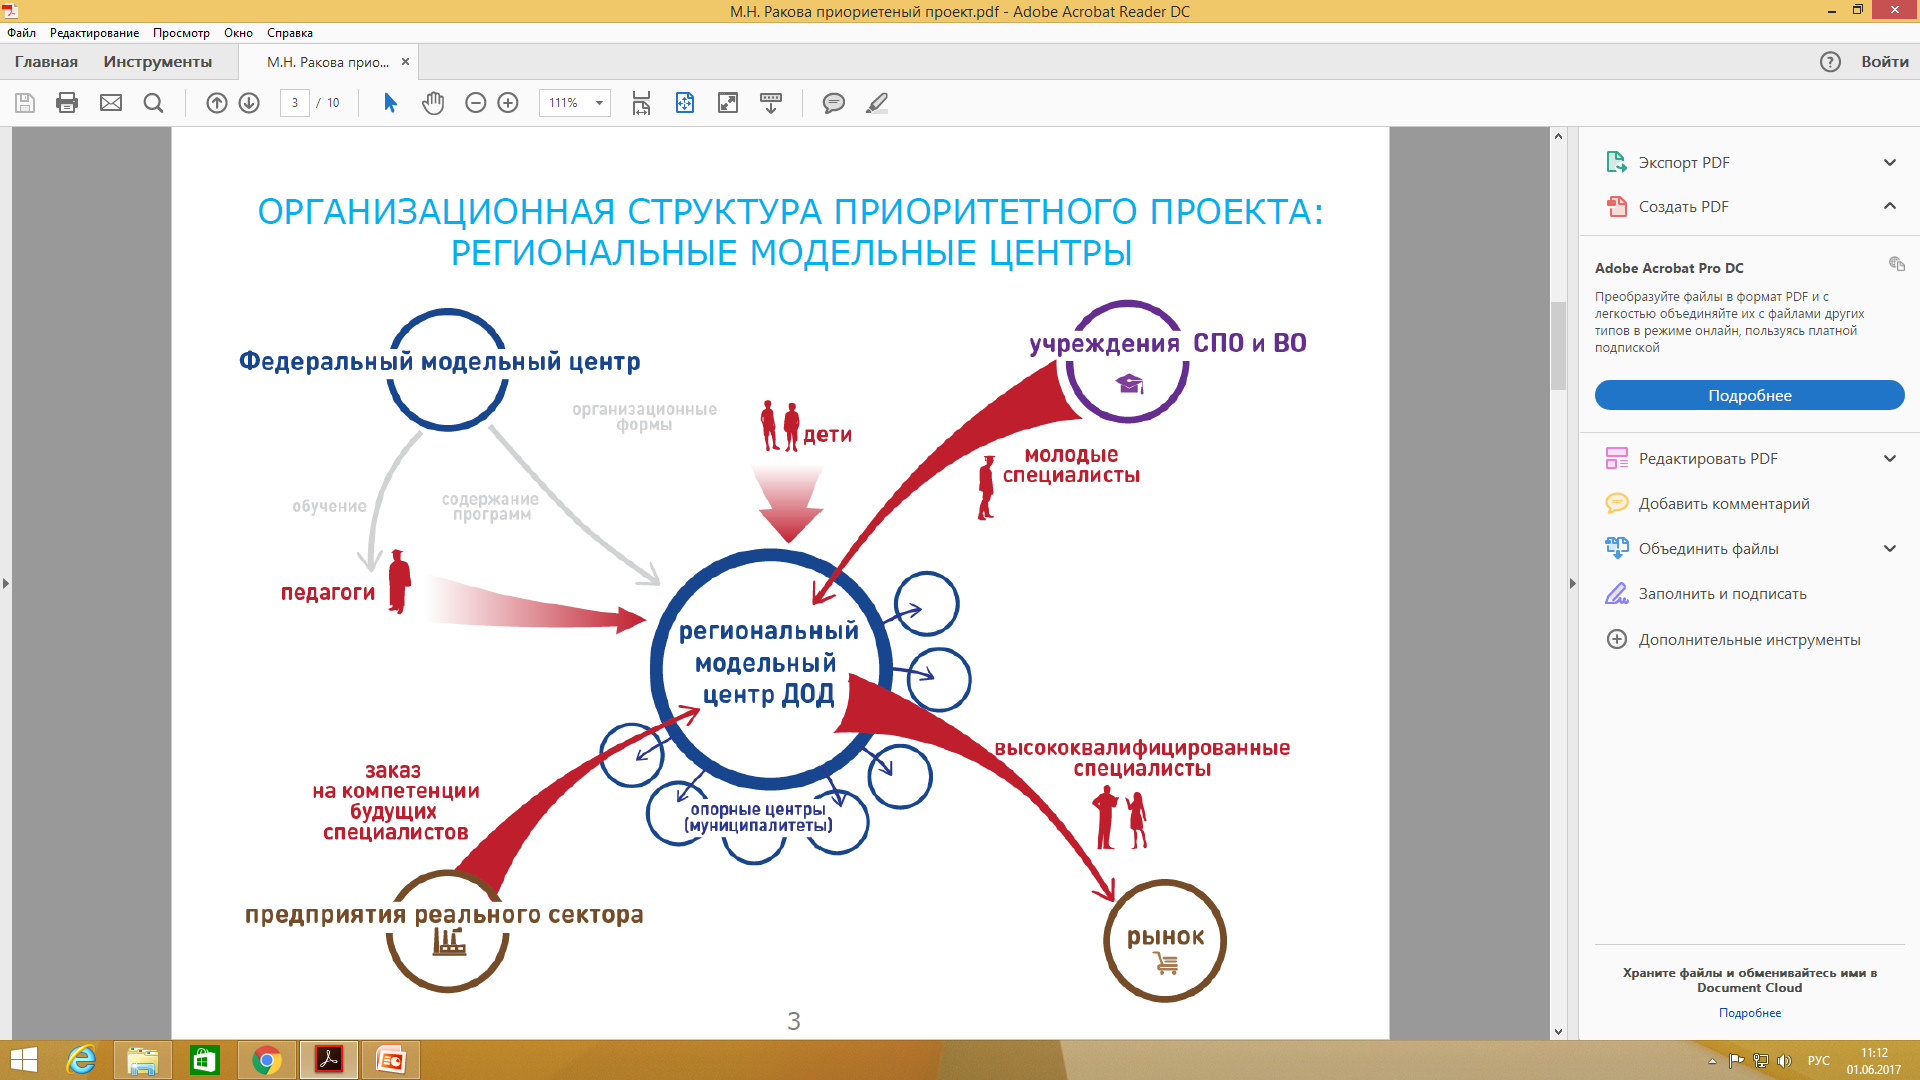 М.Н. Ракова приориетеный проект.pdf - Adobe Acrobat Reader DC
Файл Редактирование Просмотр Окно Справка
Главная Инструменты М.Н. Ракова прио... Войти
3 / 10 111%
ОРГАНИЗАЦИОННАЯ СТРУКТУРА ПРИОРИТЕТНОГО ПРОЕКТА:
РЕГИОНАЛЬНЫЕ МОДЕЛЬНЫЕ ЦЕНТРЫ
Федеральный модельный центр
учреждения СПО и ВО
организационные
формы
дети
молодые
специалисты
обучение
содержание
программ
педагоги
региональный
модельный
центр ДОД
заказ
на компетенции
будущих
специалистов
опорные центры
(муниципалитеты)
высококвалифицированные
специалисты
предприятия реального сектора
рынок
3
Экспорт PDF
Создать PDF
Adobe Acrobat Pro DC
Преобразуйте файлы в формат PDF и с
легкостью объединяйте их с файлами других
типов в режиме онлайн, пользуясь платной
подпиской
Подробнее
Редактировать PDF
Добавить комментарий
Объединить файлы
Заполнить и подписать
Дополнительные инструменты
Храните файлы и обменивайтесь ими в
Document Cloud
Подробнее
РУС
11:12
01.06.2017